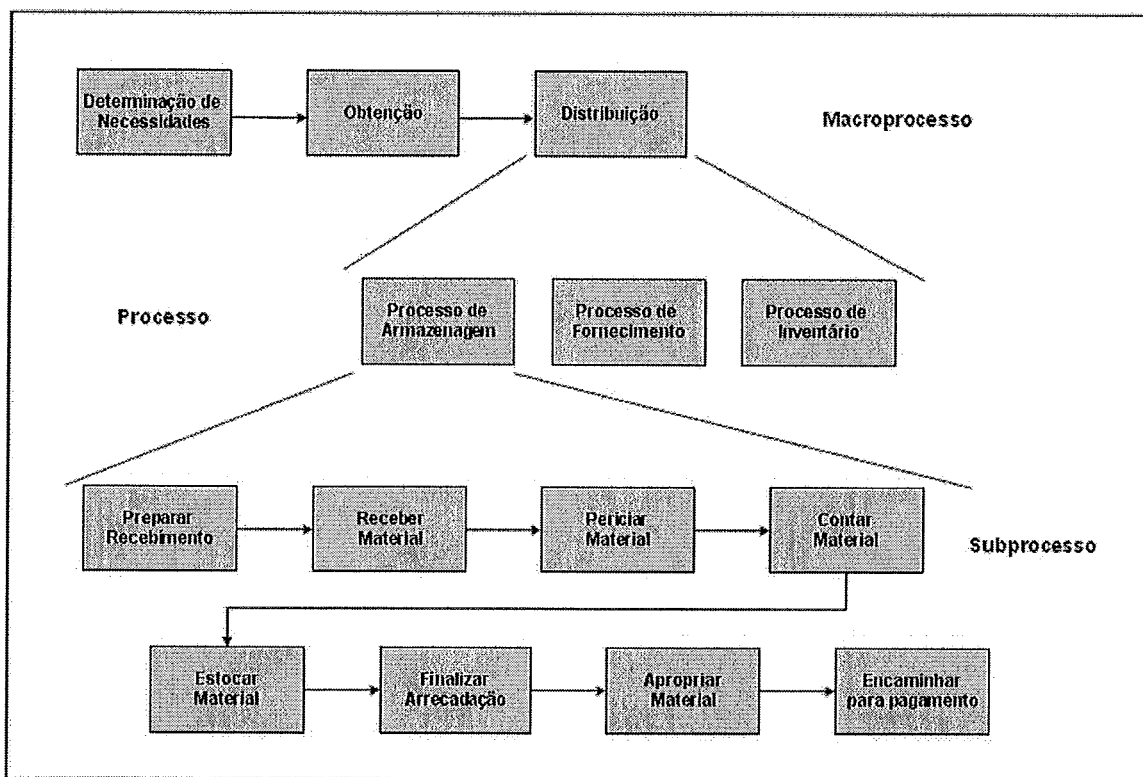 Determinação de
Necessidades
Obtenção
Distribuição
Macroprocesso
Processo
Processo de
Armazenagem
Processo de
Fornecimento
Processo de
Inventário
Preparar
Recebimento
Receber
Material
Periciar
Material
Contar
Material
Subprocesso
Estocar
Material
Finalizar
Arrecadação
Apropriar
Material
Encaminhar
para pagamento